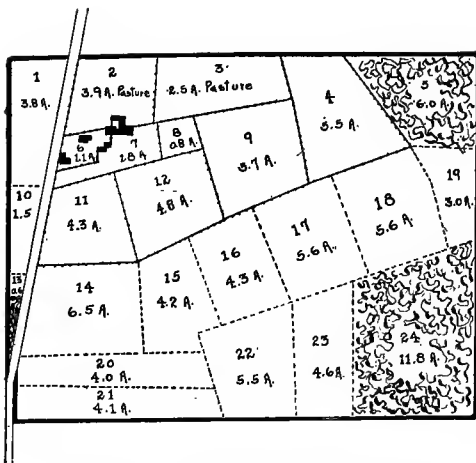 1
3.8 A.
2
3.9 A. Pasture
3
2.5 A. Pasture
4
5.5 A.
5
6.0 A.
6
1.1 A
7
2.8 A
8
0.8 A
9
3.7 A.
10
1.5
11
4.3 A.
12
4.8 A.
13
14
6.5 A.
15
4.2 A.
16
4.3 A.
17
5.6 A.
18
5.6 A.
19
3.0 A.
20
4.0 A.
21
4.1 A.
22
5.5 A.
23
4.6 A.
24
11.8 A.